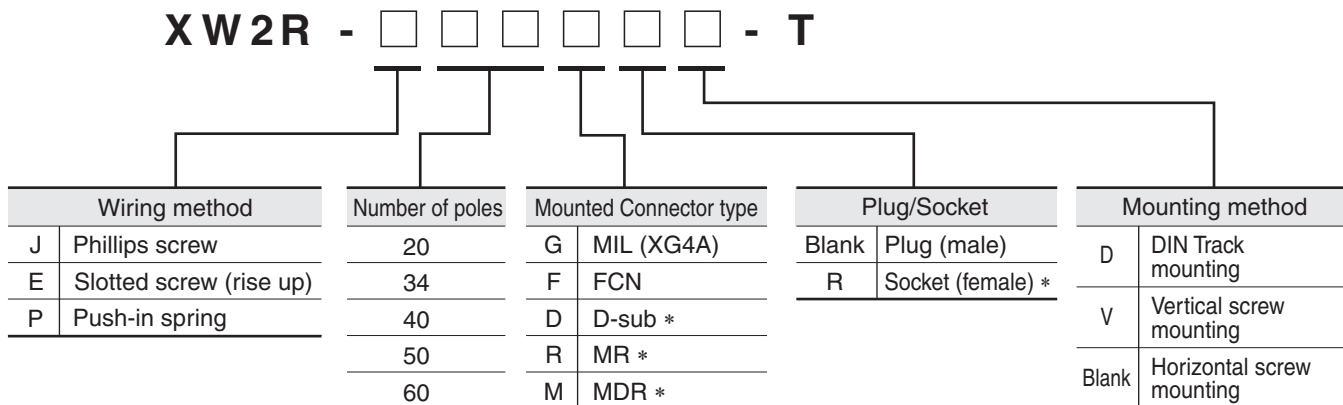 XW2R - □ □ □ □ □ □ - T
Wiring method
J Phillips screw
E Slotted screw (rise up)
P Push-in spring
Number of poles
20
34
40
50
60
Mounted Connector type
G MIL (XG4A)
F FCN
D D-sub *
R MR *
M MDR *
Plug/Socket
Blank Plug (male)
R Socket (female) *
Mounting method
D DIN Track
mounting
V Vertical screw
mounting
Blank Horizontal screw
mounting